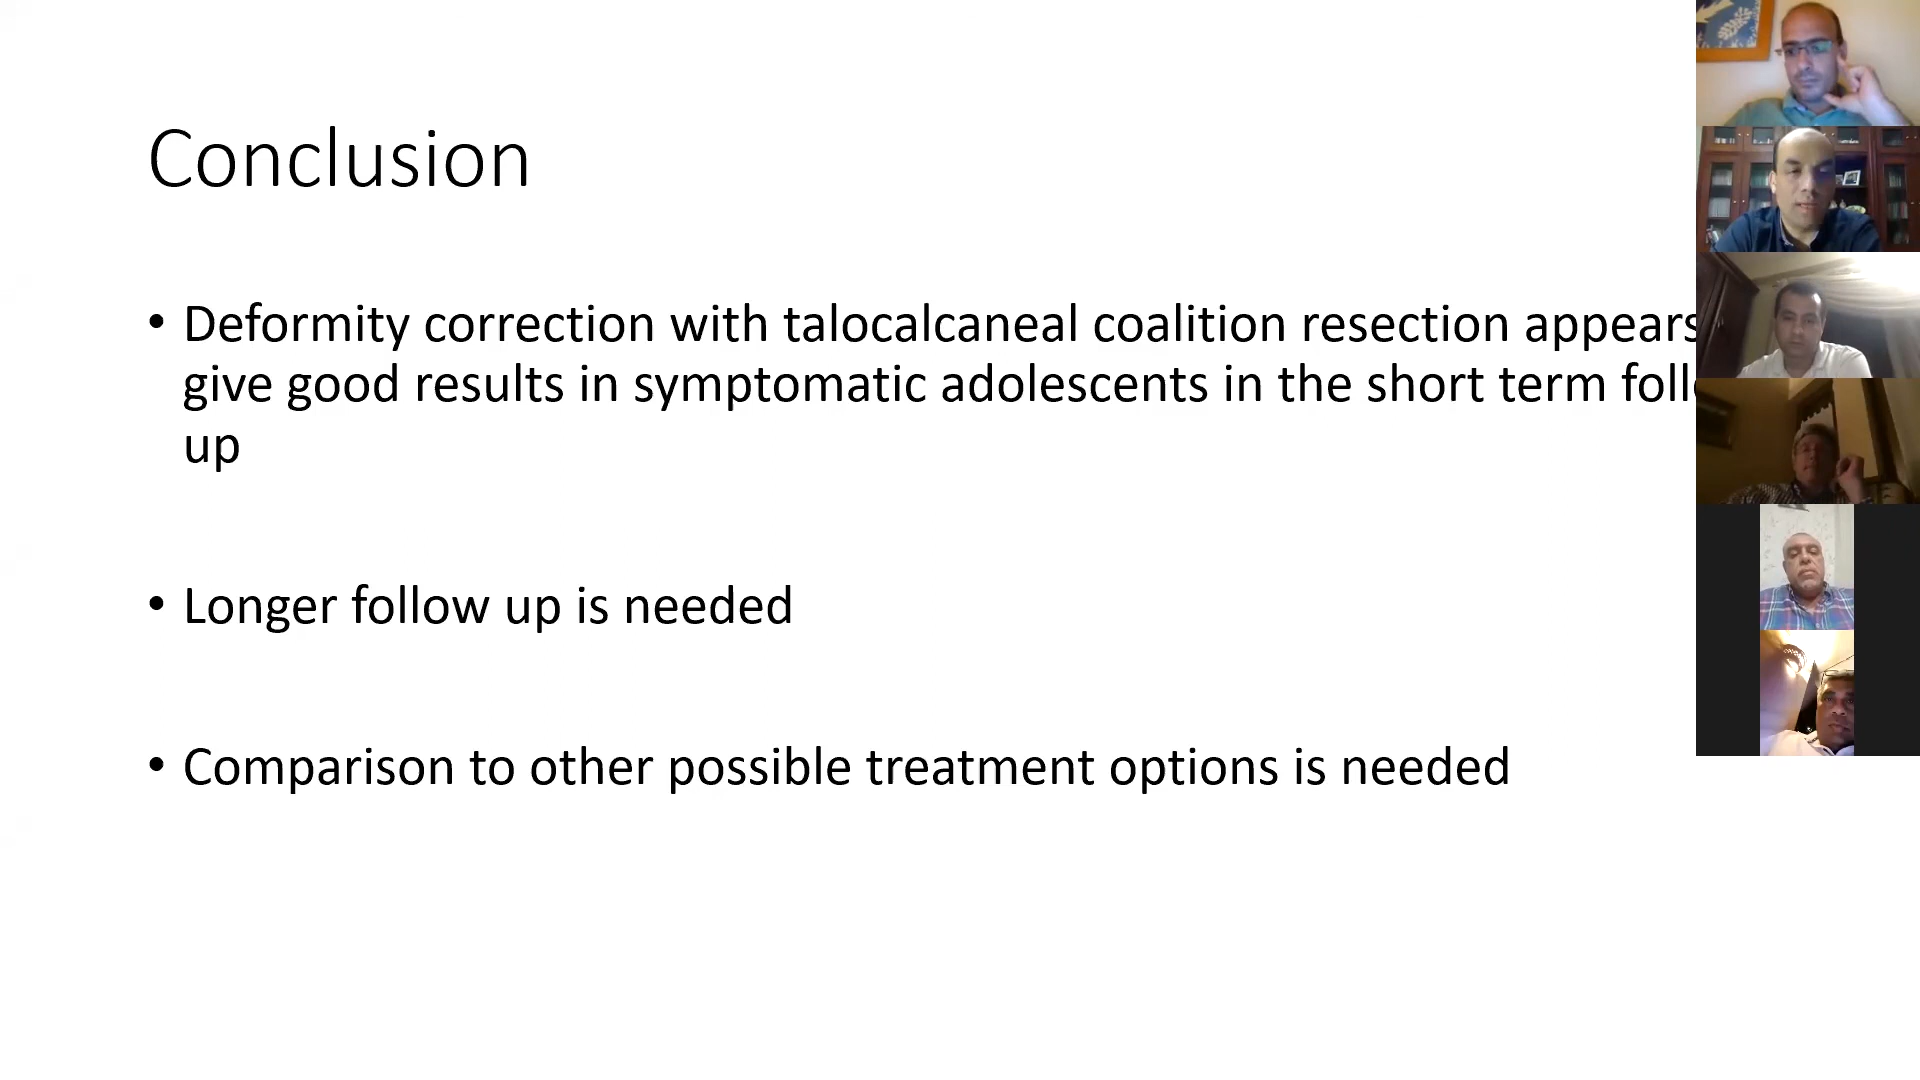 Conclusion
• Deformity correction with talocalcaneal coalition resection appears
give good results in symptomatic adolescents in the short term
up
• Longer follow up is needed
• Comparison to other possible treatment options is needed